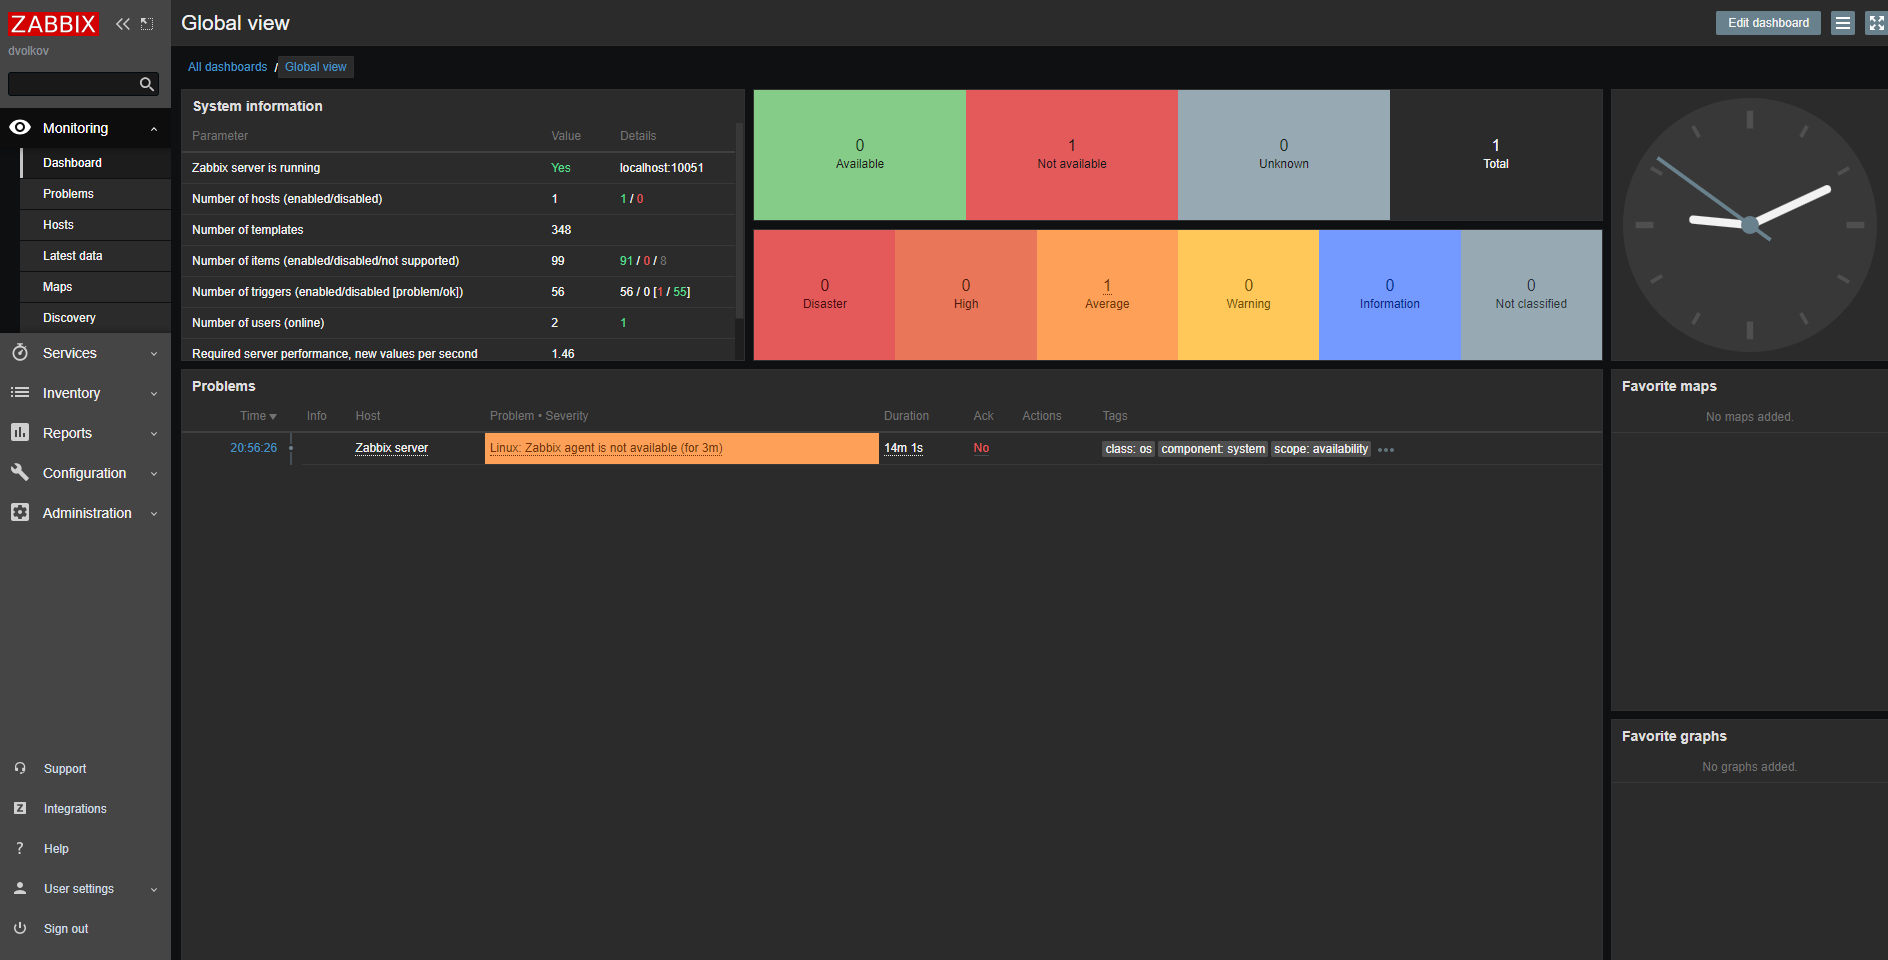 ZABBIX
dvolkov
Monitoring
Dashboard
Problems
Hosts
Latest data
Maps
Discovery
Services
Inventory
Reports
Configuration
Administration
Support
Integrations
Help
User settings
Sign out
Global view
Edit dashboard
All dashboards / Global view
System information
Parameter Value Details
Zabbix server is running Yes localhost:10051
Number of hosts (enabled/disabled) 1 1 / 0
Number of templates 348
Number of items (enabled/disabled/not supported) 99 91 / 0 / 8
Number of triggers (enabled/disabled [problem/ok]) 56 56 / 0 [1 / 55]
Number of users (online) 2 1
Required server performance, new values per second 1.46
0 1 0 1
Available Not available Unknown Total
0 0 1 0 0 0
Disaster High Average Warning Information Not classified
Problems
Time Info Host Problem • Severity Duration Ack Actions Tags
20:56:26 Zabbix server Linux: Zabbix agent is not available (for 3m) 14m 1s No class: os component: system scope: availability
Favorite maps
No maps added.
Favorite graphs
No graphs added.